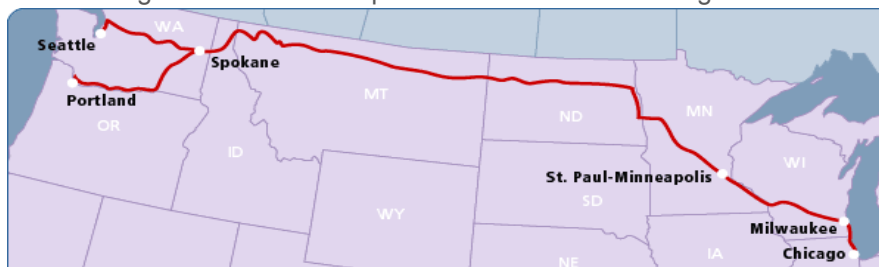 WA
Seattle
Spokane
MT
Portland
OR
ND
MN
ID
WI
St. Paul-Minneapolis
SD
WY
Milwaukee
Chicago
IA
NE